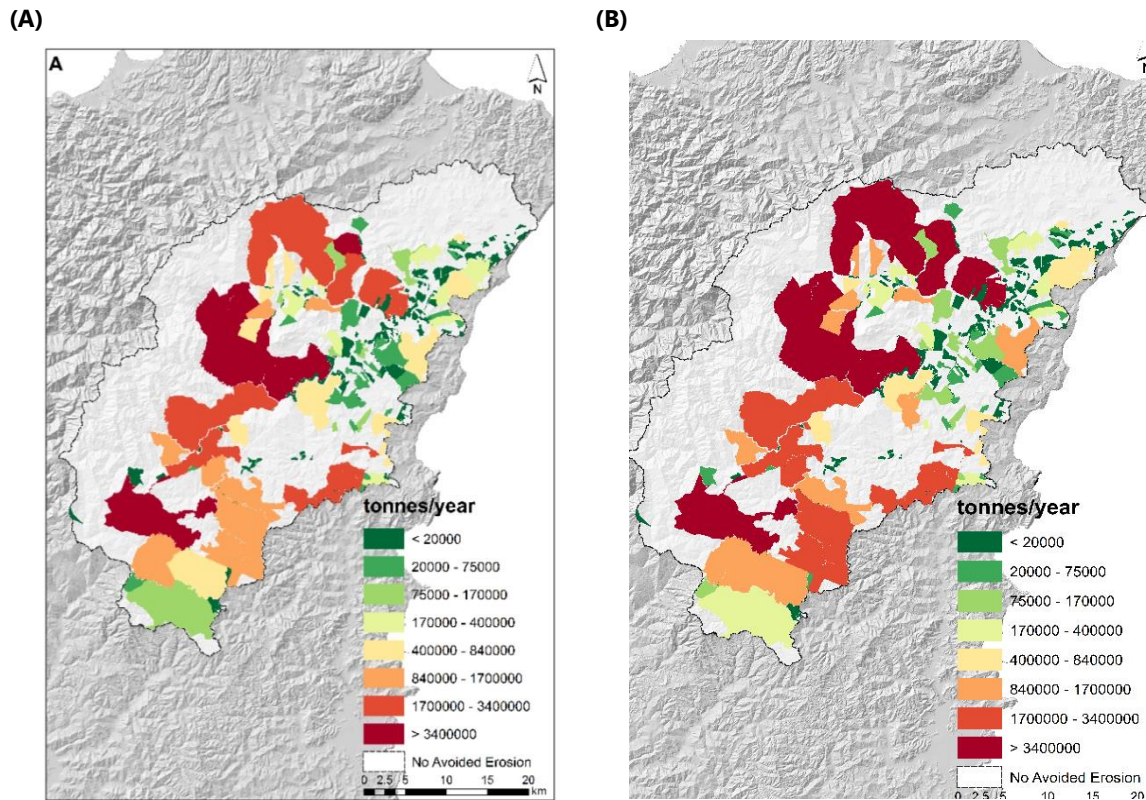 (A)
(B)
A
N
N
tonnes/year
< 20000
20000 - 75000
75000 - 170000
170000 - 400000
400000 - 840000
840000 - 1700000
1700000 - 3400000
> 3400000
No Avoided Erosion
0 2.5 5 10 15 20
km
tonnes/year
< 20000
20000 - 75000
75000 - 170000
170000 - 400000
400000 - 840000
840000 - 1700000
1700000 - 3400000
> 3400000
No Avoided Erosion
0 2.5 5 10 15 20